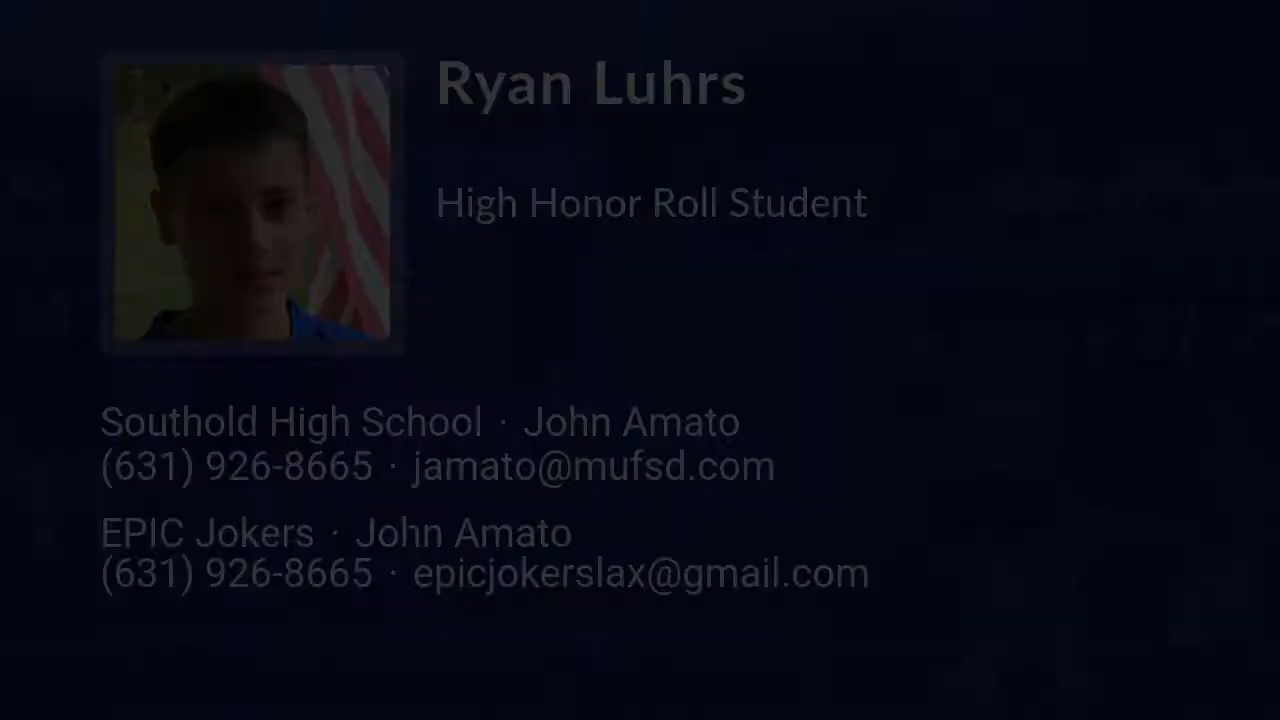 Ryan Luhrs
High Honor Roll Student
Southold High School · John Amato
(631) 926-8665 · jamato@mufsd.com
EPIC Jokers · John Amato
(631) 926-8665 · epicjokerslax@gmail.com